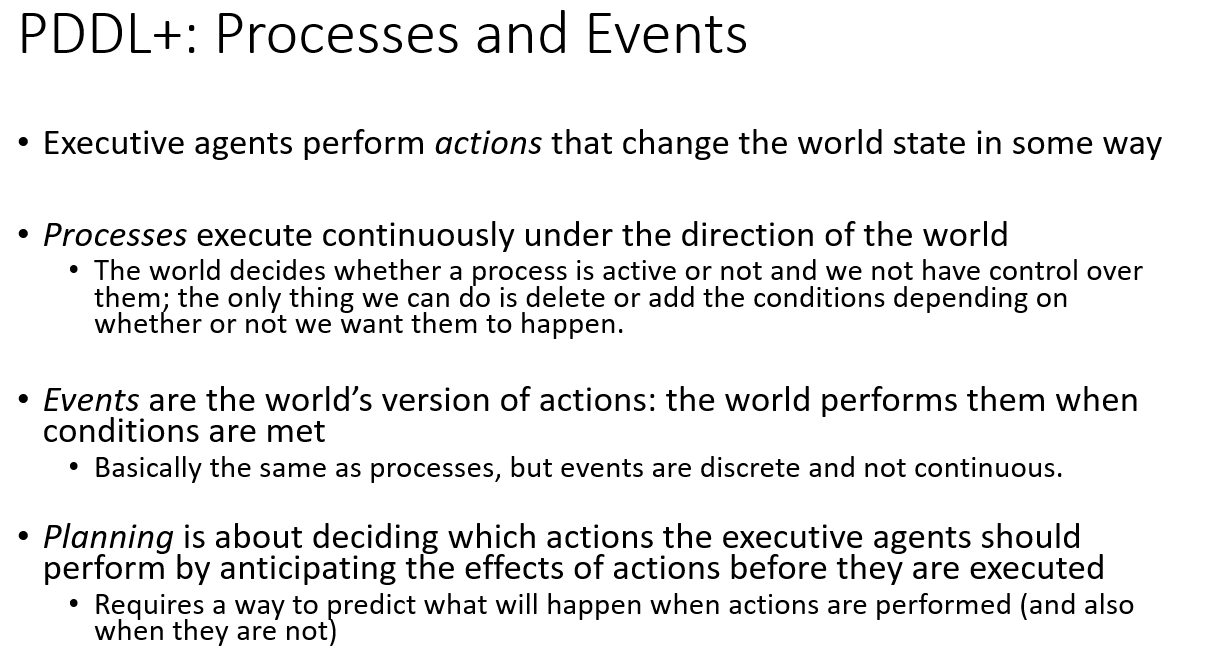 PDDL+: Processes and Events
• Executive agents perform actions that change the world state in some way
• Processes execute continuously under the direction of the world
• The world decides whether a process is active or not and we not have control over
them; the only thing we can do is delete or add the conditions depending on
whether or not we want them to happen.
• Events are the world's version of actions: the world performs them when
conditions are met
• Basically the same as processes, but events are discrete and not continuous.
• Planning is about deciding which actions the executive agents should
perform by anticipating the effects of actions before they are executed
• Requires a way to predict what will happen when actions are performed (and also
when they are not)